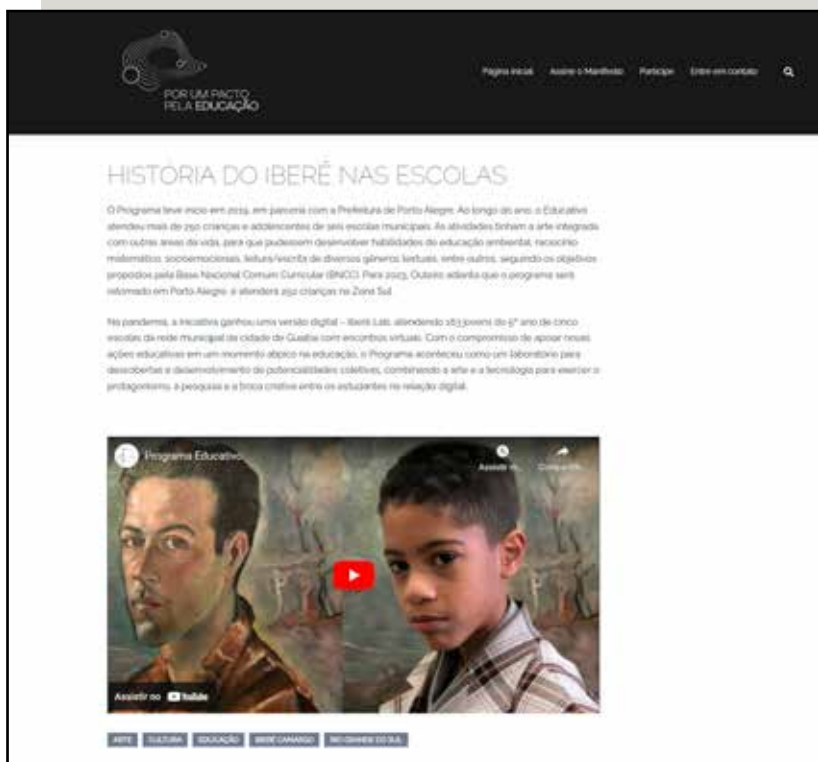 POR UM PACTO
PELA EDUCAÇÃO
Página inicial Assine o Manifesto Participe Entre em contato
HISTÓRIA DO IBERÊ NAS ESCOLAS
O Programa teve início em 2019, em parceria com a Prefeitura de Porto Alegre. Ao longo do ano, o Educativo
atendeu mais de 250 crianças e adolescentes de seis escolas municipais. As atividades tinham a arte integrada
com outras áreas da vida, para que pudessem desenvolver habilidades de educação ambiental, raciocínio
matemático, socioemocionais, leitura/escrita de diversos gêneros textuais, entre outros, seguindo os objetivos
propostos pela Base Nacional Comum Curricular (BNCC). Para 2023, Outeiro adianta que o programa será
retomado em Porto Alegre, e atenderá 250 crianças na Zona Sul.
Na pandemia, a iniciativa ganhou uma versão digital – Iberê Lab, atendendo 163 jovens do 5º ano de cinco
escolas da rede municipal da cidade de Guaíba com encontros virtuais. Com o compromisso de apoiar novas
ações educativas em um momento atípico na educação, o Programa aconteceu como um laboratório para
descobertas e desenvolvimento de potencialidades coletivas, combinando a arte e a tecnologia para exercer o
protagonismo, a pesquisa e a troca criativa entre os estudantes na relação digital.
Programa Educativo
Assistir m...
Assistir no YouTube
ARTE CULTURA EDUCAÇÃO IBERÊ CAMARGO RIO GRANDE DO SUL